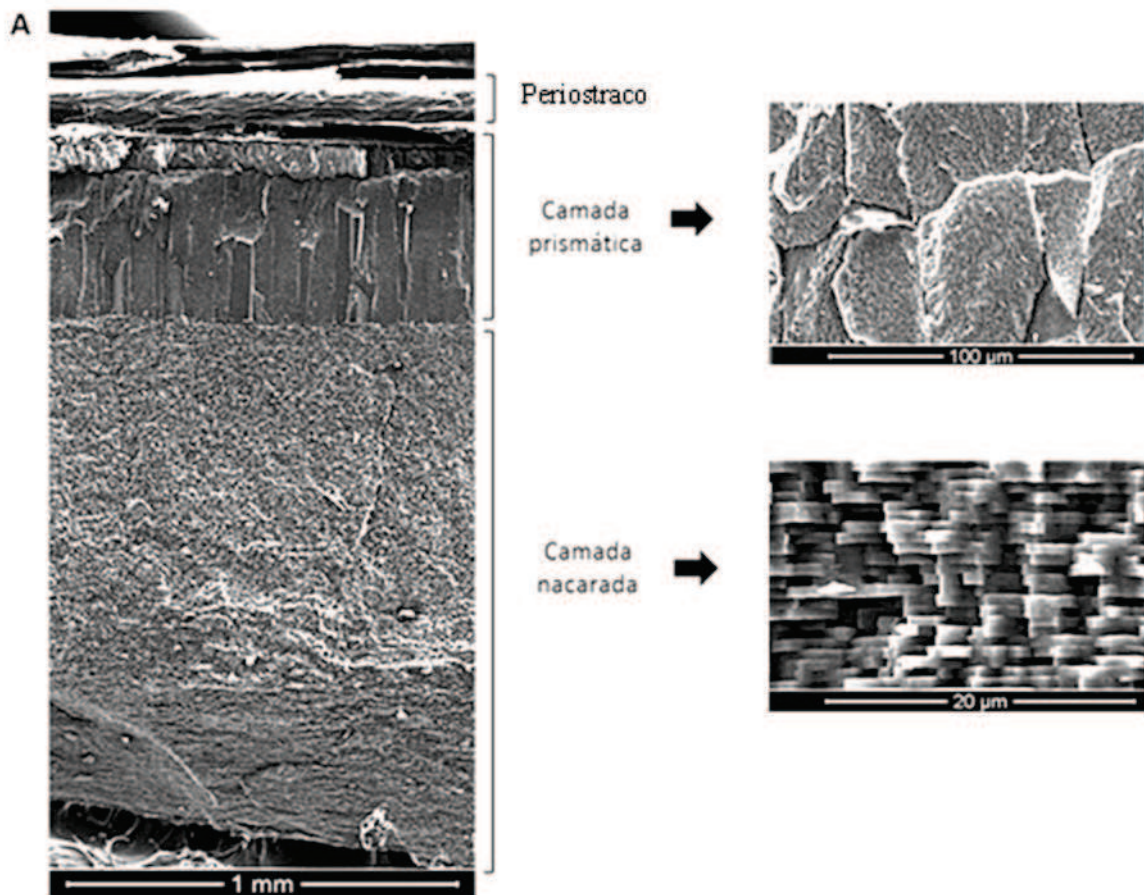 A
Periostraco
Camada
prismática
100 µm
Camada
nacarada
20 µm
1 mm